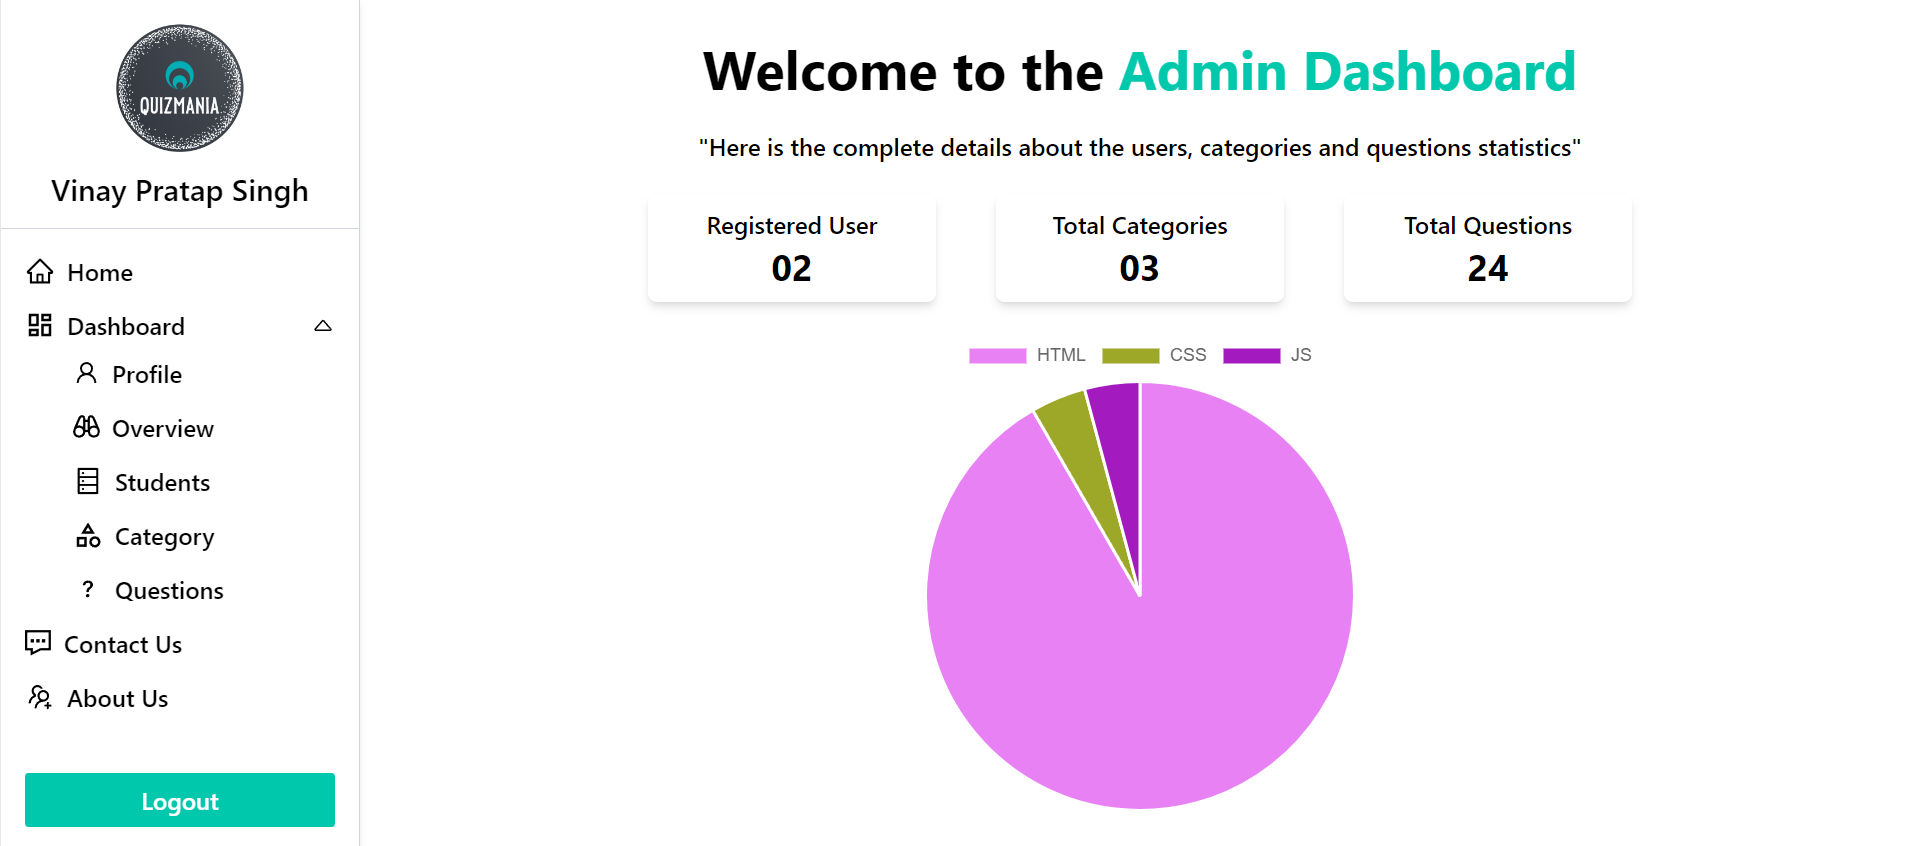 QUIZMANIA
Vinay Pratap Singh
Home
Dashboard
Profile
Overview
Students
Category
Questions
Contact Us
About Us
Logout
Welcome to the Admin Dashboard
"Here is the complete details about the users, categories and questions statistics"
Registered User
02
Total Categories
03
Total Questions
24
HTML CSS JS